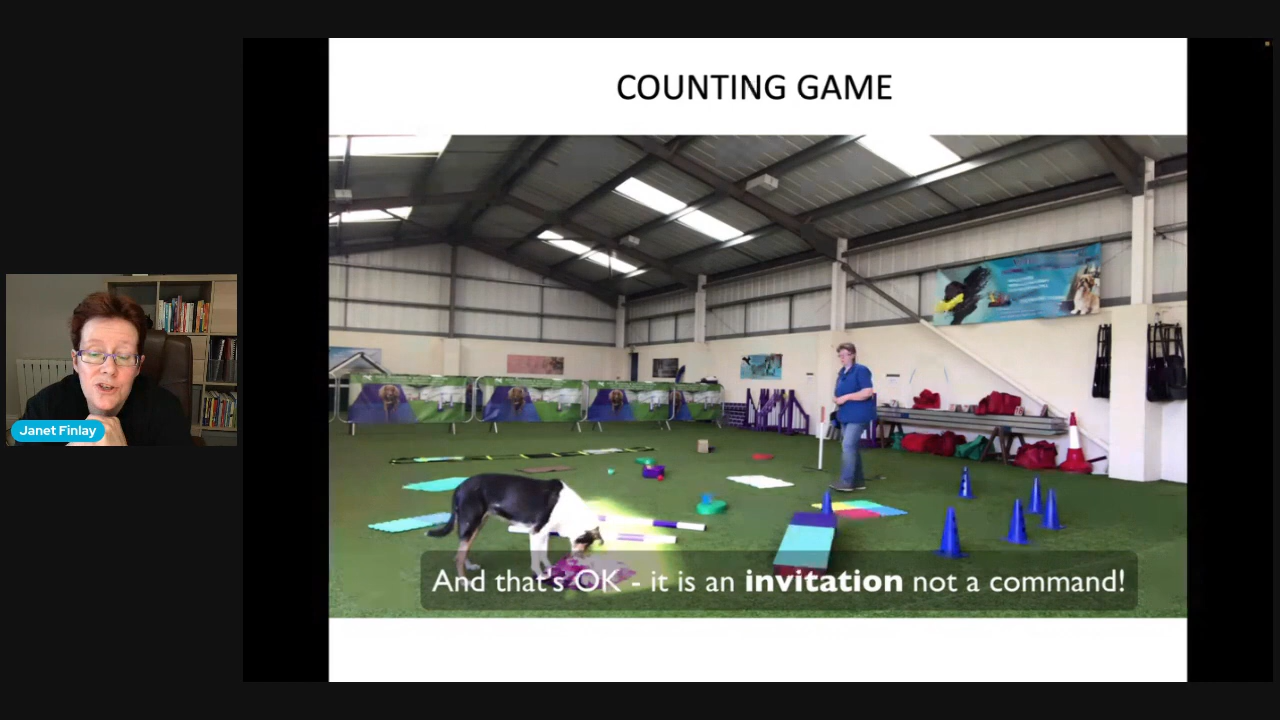 COUNTING GAME
Janet Finlay
And that's OK - it is an invitation not a command!